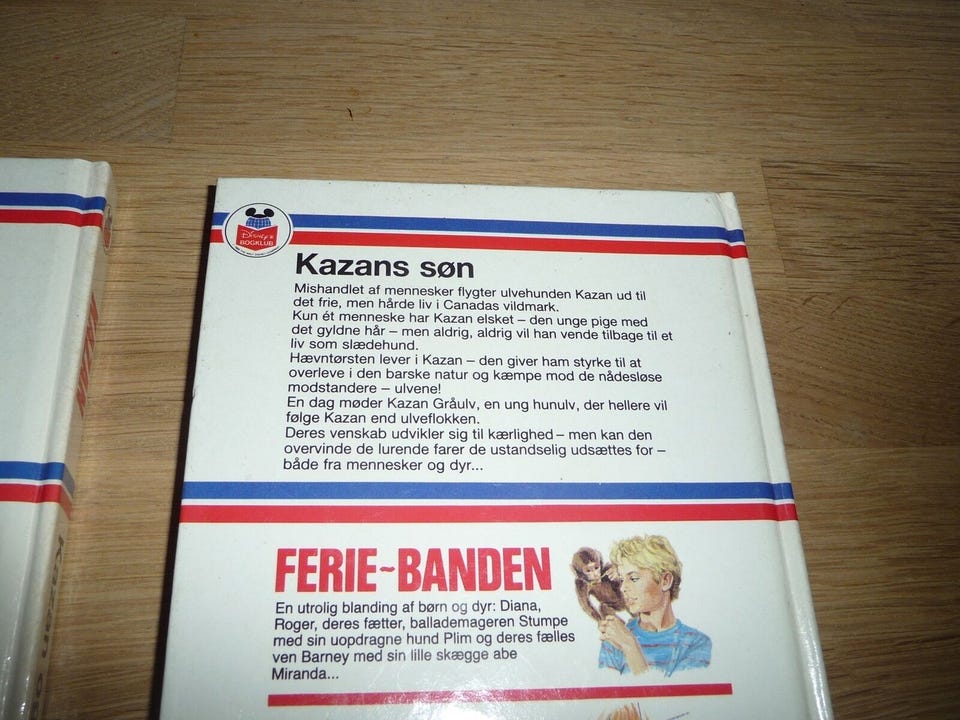 Disney's
BOGKLUB
Kazans søn
Mishandlet af mennesker flygter ulvehunden Kazan ud til
det frie, men hårde liv i Canadas vildmark.
Kun ét menneske har Kazan elsket – den unge pige med
det gyldne hår – men aldrig, aldrig vil han vende tilbage til et
liv som slædehund.
Hævntørsten lever i Kazan – den giver ham styrke til at
overleve i den barske natur og kæmpe mod de nådesløse
modstandere – ulvene!
En dag møder Kazan Gråulv, en ung hunulv, der hellere vil
følge Kazan end ulveflokken.
Deres venskab udvikler sig til kærlighed – men kan den
overvinde de lurende farer de ustandselig udsættes for –
både fra mennesker og dyr...
FERIE~BANDEN
En utrolig blanding af børn og dyr: Diana,
Roger, deres fætter, ballademageren Stumpe
med sin uopdragne hund Plim og deres fælles
ven Barney med sin lille skægge abe
Miranda...
Kazan